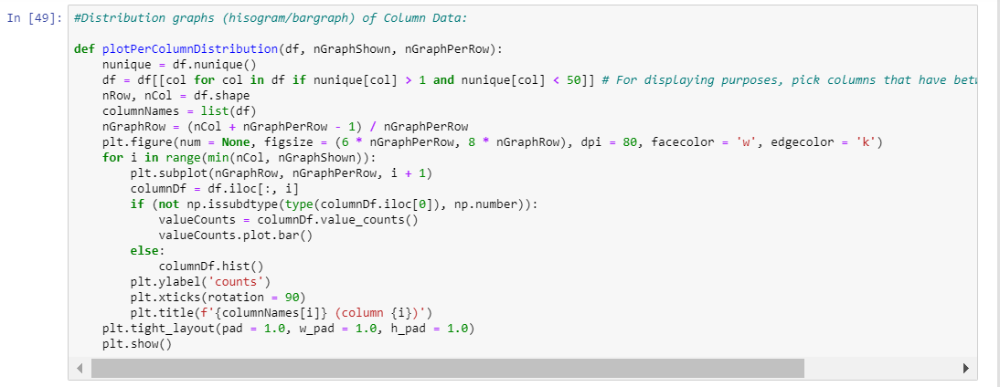 In [49]: #Distribution graphs (hisogram/bargraph) of Column Data:

def plotPerColumnDistribution(df, nGraphShown, nGraphPerRow):
    nunique = df.nunique()
    df = df[[col for col in df if nunique[col] > 1 and nunique[col] < 50]] # For displaying purposes, pick columns that have
    nRow, nCol = df.shape
    columnNames = list(df)
    nGraphRow = (nCol + nGraphPerRow - 1) / nGraphPerRow
    plt.figure(num = None, figsize = (6 * nGraphPerRow, 8 * nGraphRow), dpi = 80, facecolor = 'w', edgecolor = 'k')
    for i in range(min(nCol, nGraphShown)):
        plt.subplot(nGraphRow, nGraphPerRow, i + 1)
        columnDf = df.iloc[:, i]
        if (not np.issubdtype(type(columnDf.iloc[0]), np.number)):
            valueCounts = columnDf.value_counts()
            valueCounts.plot.bar()
        else:
            columnDf.hist()
        plt.ylabel('counts')
        plt.xticks(rotation = 90)
        plt.title(f'{columnNames[i]} (column {i})')
    plt.tight_layout(pad = 1.0, w_pad = 1.0, h_pad = 1.0)
    plt.show()